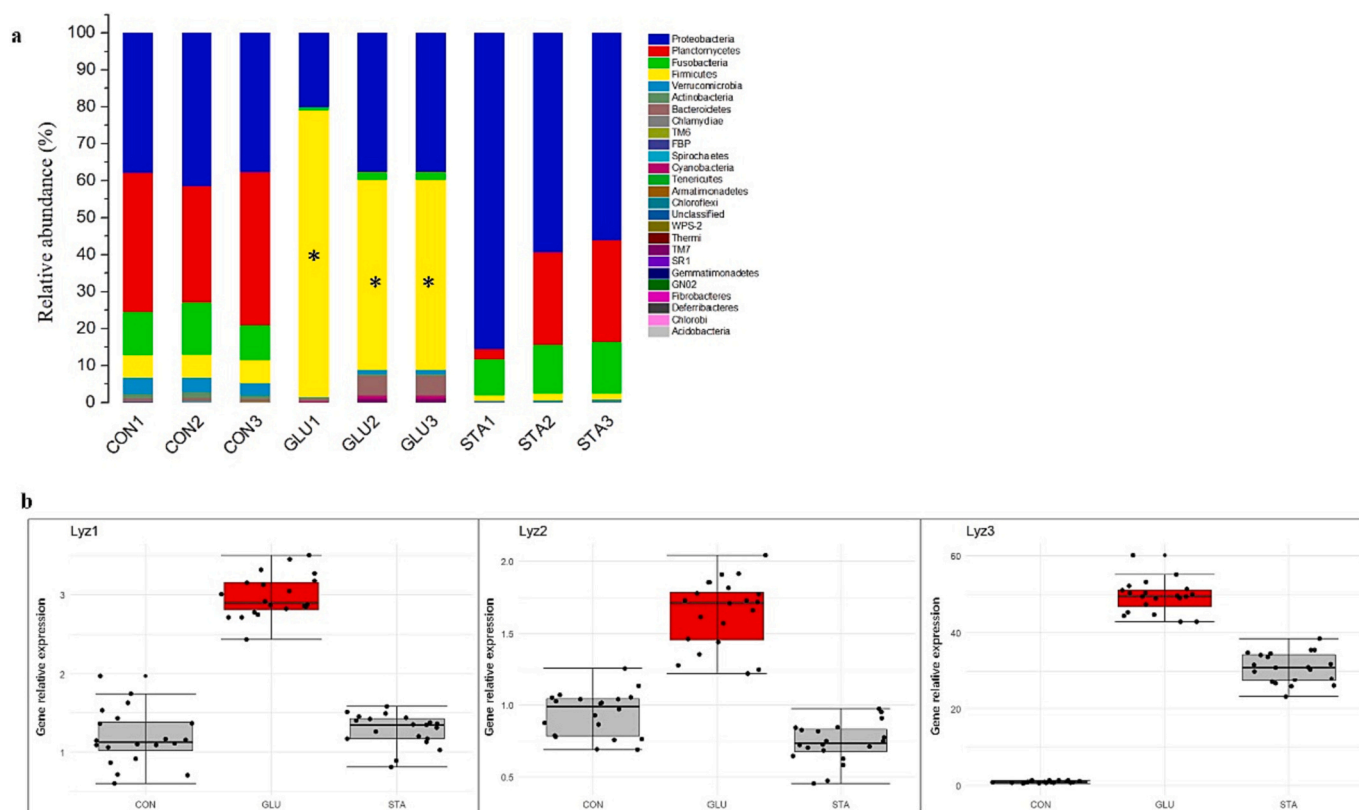 a
Relative abundance (%)
100
90
80
70
60
50
40
30
20
10
0
CON1
CON2
CON3
GLU1
GLU2
GLU3
STA1
STA2
STA3
*
*
*
Proteobacteria
Planctomycetes
Fusobacteria
Firmicutes
Verrucomicrobia
Actinobacteria
Bacteroidetes
Chlamydiae
TM6
FBP
Spirochaetes
Cyanobacteria
Tenericutes
Armatimonadetes
Chloroflexi
Unclassified
WPS-2
Thermi
TM7
SR1
Gemmatimonadetes
GN02
Fibrobacteres
Deferribacteres
Chlorobi
Acidobacteria
b
Lyz1
Gene relative expression
3
2
1
CON
GLU
STA
Lyz2
Gene relative expression
2.0
1.5
1.0
0.5
CON
GLU
STA
Lyz3
Gene relative expression
60
40
20
0
CON
GLU
STA